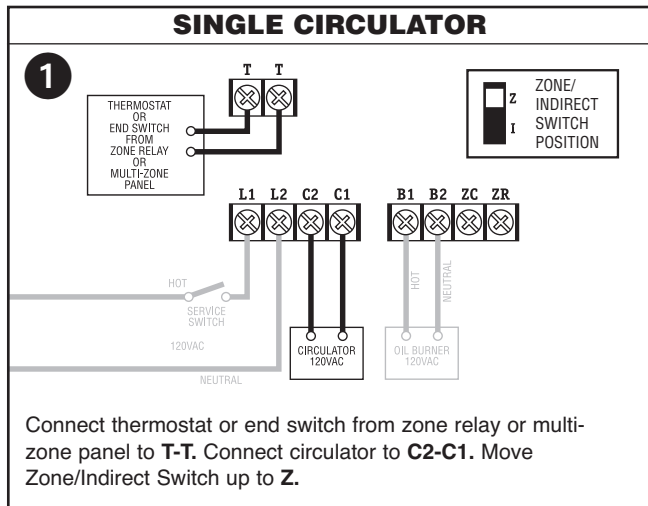 SINGLE CIRCULATOR
1
T T
THERMOSTAT
OR
END SWITCH
FROM
ZONE RELAY
OR
MULTI-ZONE
PANEL
Z
I
ZONE/
INDIRECT
SWITCH
POSITION
L1 L2 C2 C1
B1 B2 ZC ZR
HOT
SERVICE
SWITCH
120VAC
NEUTRAL
CIRCULATOR
120VAC
HOT
NEUTRAL
OIL BURNER
120VAC
Connect thermostat or end switch from zone relay or multi-
zone panel to T-T. Connect circulator to C2-C1. Move
Zone/Indirect Switch up to Z.